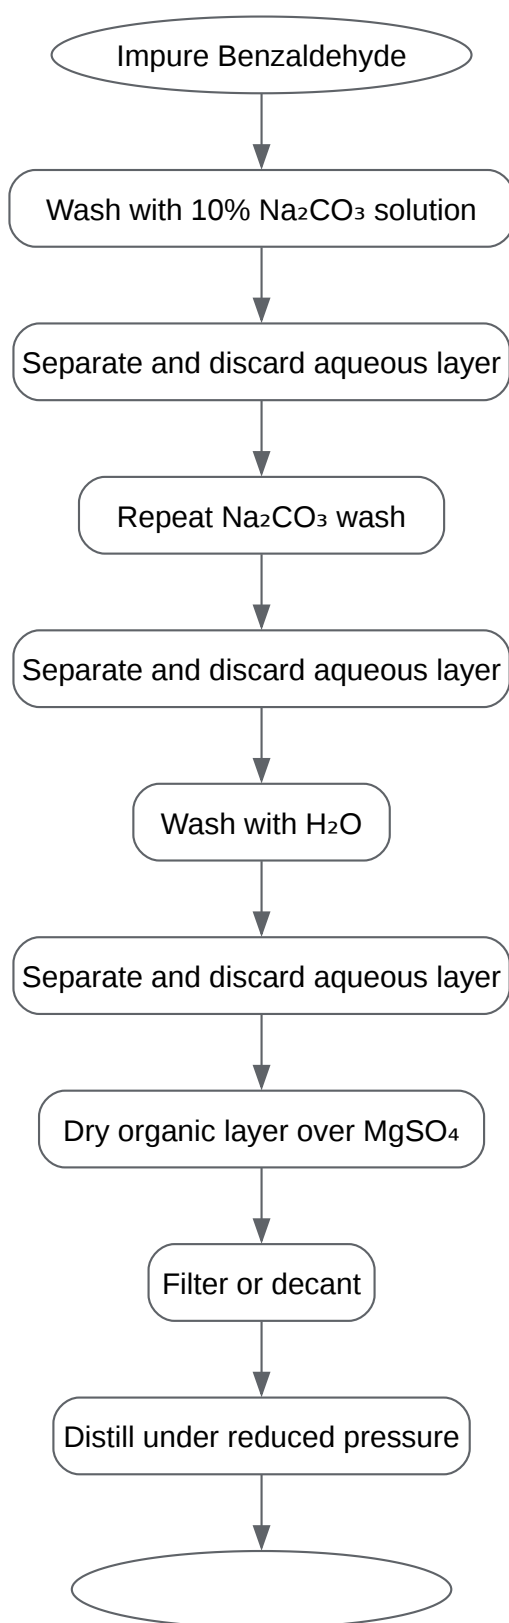 Impure Benzaldehyde
Wash with 10% Na₂CO₃ solution
Separate and discard aqueous layer
Repeat Na₂CO₃ wash
Separate and discard aqueous layer
Wash with H₂O
Separate and discard aqueous layer
Dry organic layer over MgSO₄
Filter or decant
Distill under reduced pressure